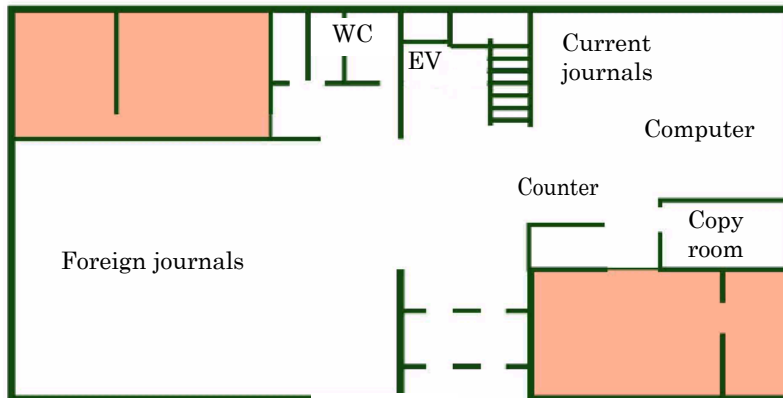 WC
EV
Current
journals
Computer
Counter
Copy
room
Foreign journals